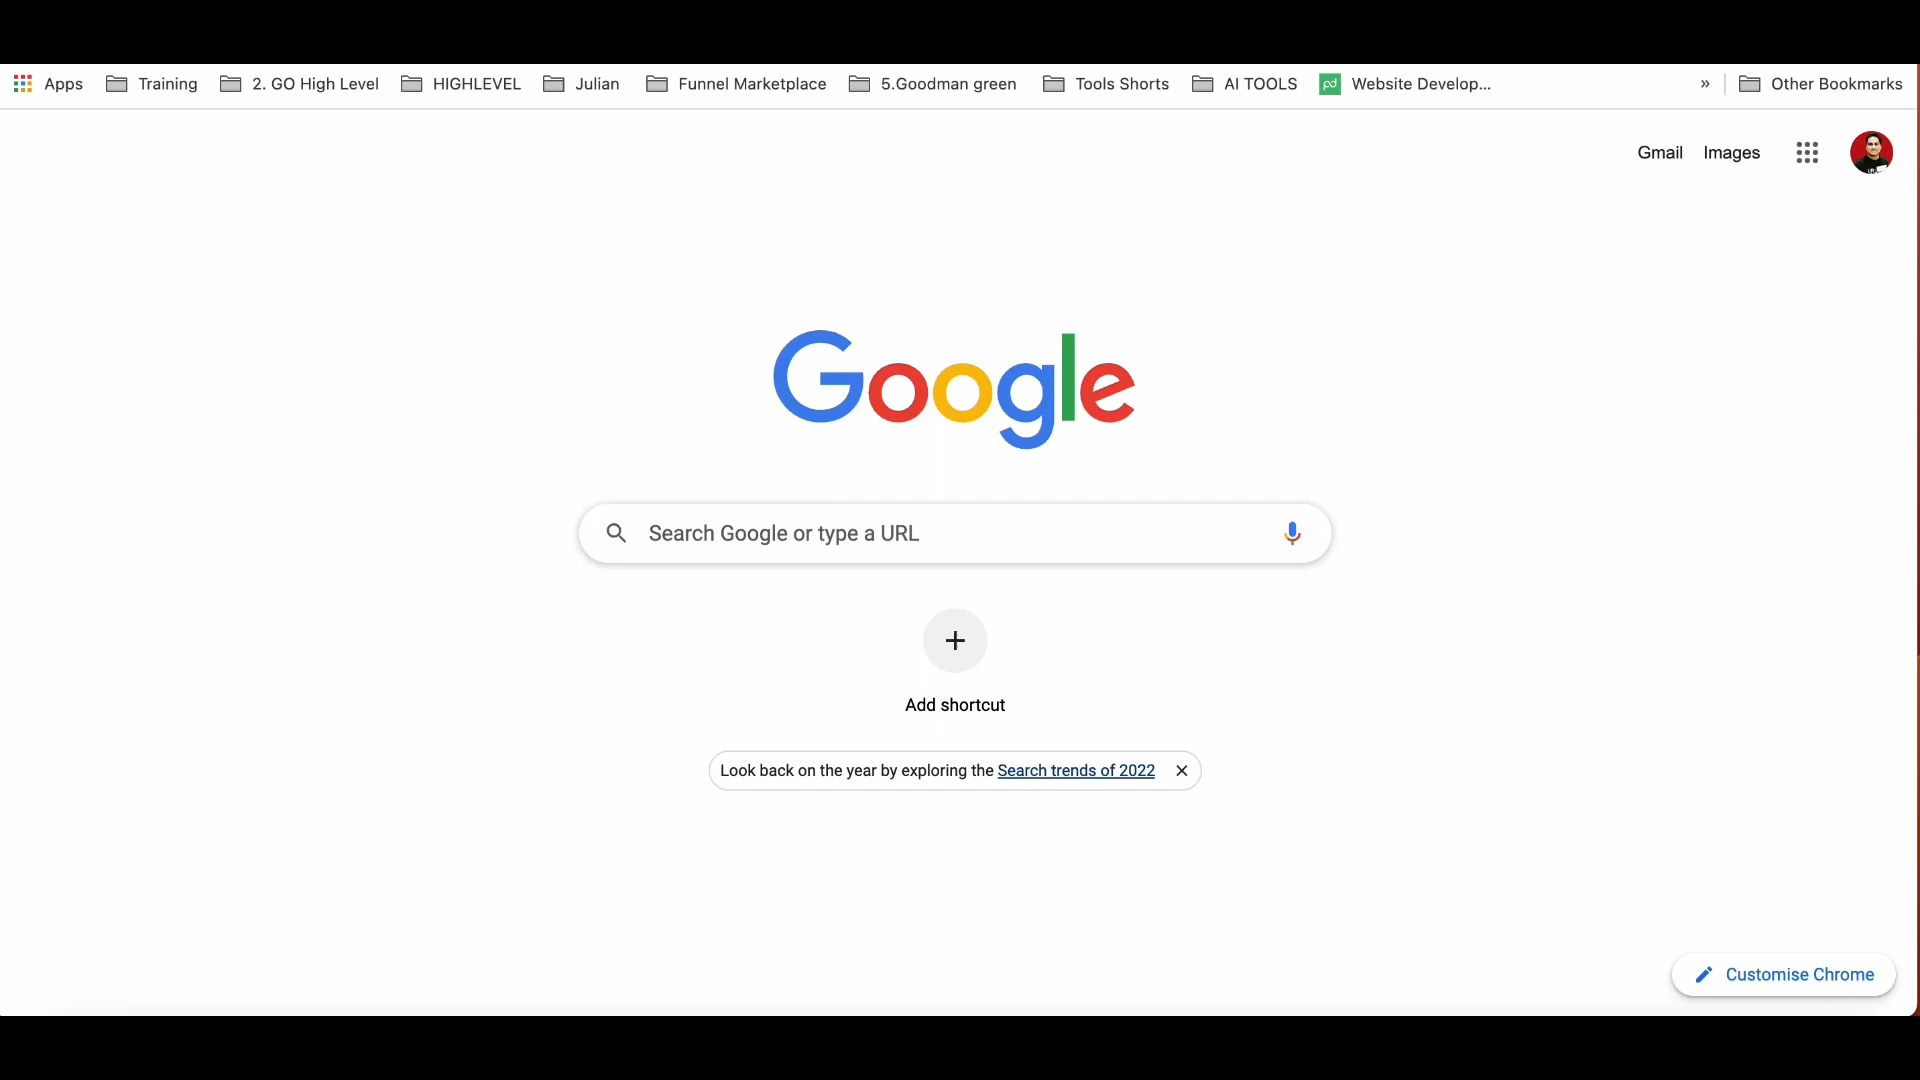 Apps Training 2. GO High Level HIGHLEVEL Julian Funnel Marketplace 5.Goodman green Tools Shorts AI TOOLS pd Website Develop... » Other Bookmarks
Gmail Images
Google
Search Google or type a URL
Add shortcut
Look back on the year by exploring the Search trends of 2022
Customise Chrome